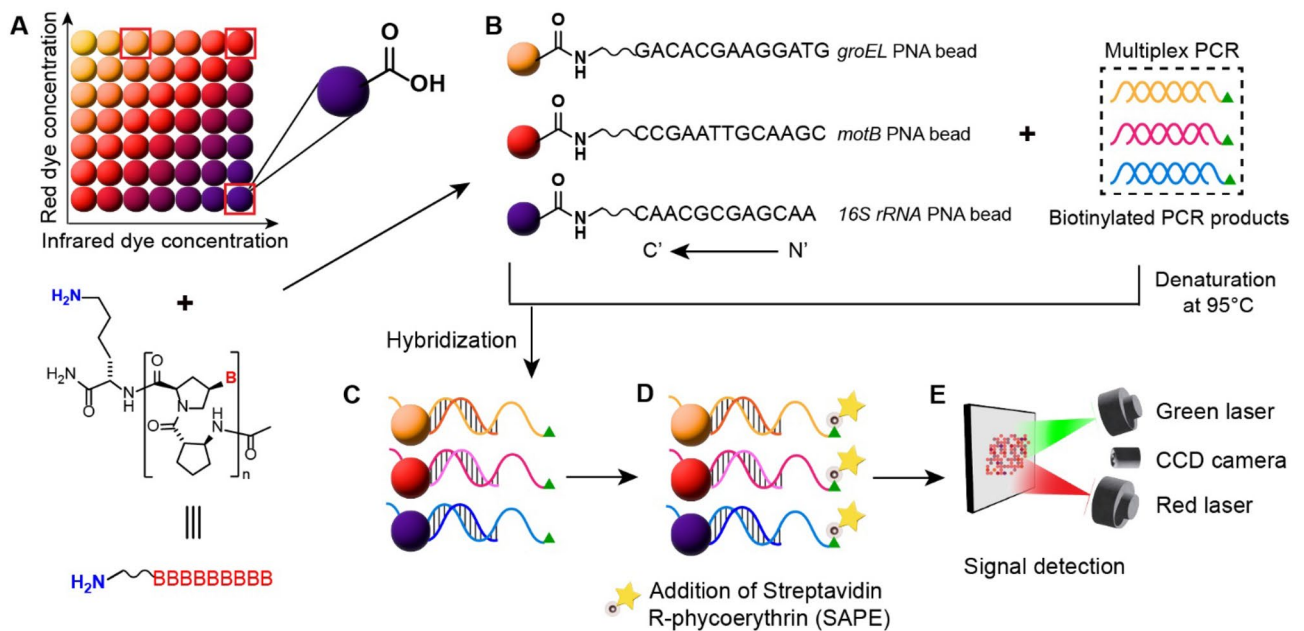 A
Red dye concentration
Infrared dye concentration
O
OH
B
O
N
H
GACACGAAGGATG groEL PNA bead
O
N
H
CCGAATTGCAAGC motB PNA bead
O
N
H
CAACGCGAGCAA 16S rRNA PNA bead
C’ N’
+
Multiplex PCR
Biotinylated PCR products
Denaturation
at 95°C
Hybridization
+
H₂N
H₂N
O
N
H
O
B
N
O
H
N
O
n
H₂N BBBBBBBBB
C
D
E
Green laser
CCD camera
Red laser
Signal detection
Addition of Streptavidin
R-phycoerythrin (SAPE)